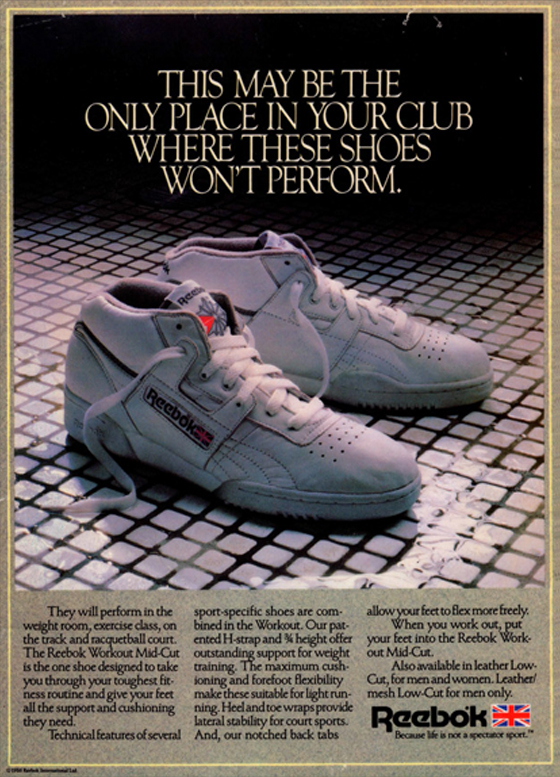 THIS MAY BE THE
ONLY PLACE IN YOUR CLUB
WHERE THESE SHOES
WON'T PERFORM.
Reebok
Reebok
They will perform in the
weight room, exercise class, on
the track and racquetball court.
The Reebok Workout Mid-Cut
is the one shoe designed to take
you through your toughest fit-
ness routine and give your feet
all the support and cushioning
they need.
Technical features of several
sport-specific shoes are com-
bined in the Workout. Our pat-
ented H-strap and ¾ height offer
outstanding support for weight
training. The maximum cush-
ioning and forefoot flexibility
make these suitable for light run-
ning. Heel and toe wraps provide
lateral stability for court sports.
And, our notched back tabs
allow your feet to flex more freely.
When you work out, put
your feet into the Reebok Work-
out Mid-Cut.
Also available in leather Low-
Cut, for men and women. Leather/
mesh Low-Cut for men only.
Reebok
Because life is not a spectator sport.™
Reebok International Ltd.